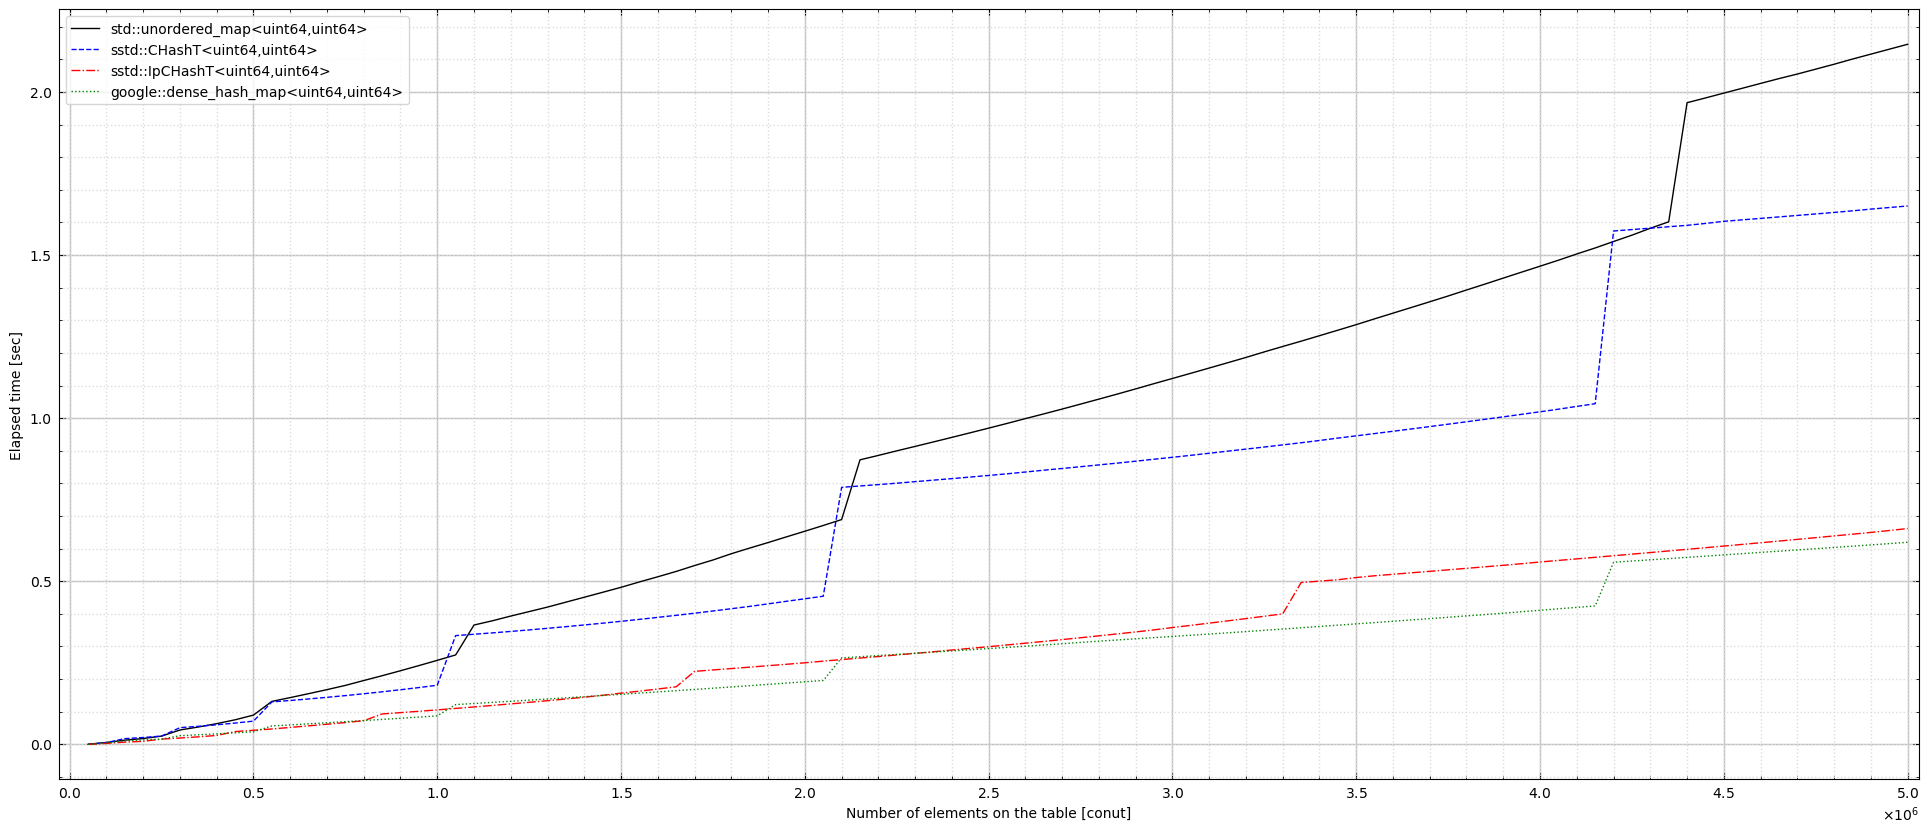 std::unordered_map<uint64,uint64>
sstd::CHashT<uint64,uint64>
sstd::IpCHashT<uint64,uint64>
google::dense_hash_map<uint64,uint64>
Elapsed time [sec]
2.0
1.5
1.0
0.5
0.0
0.0 0.5 1.0 1.5 2.0 2.5 3.0 3.5 4.0 4.5 5.0
Number of elements on the table [conut]
×10⁶